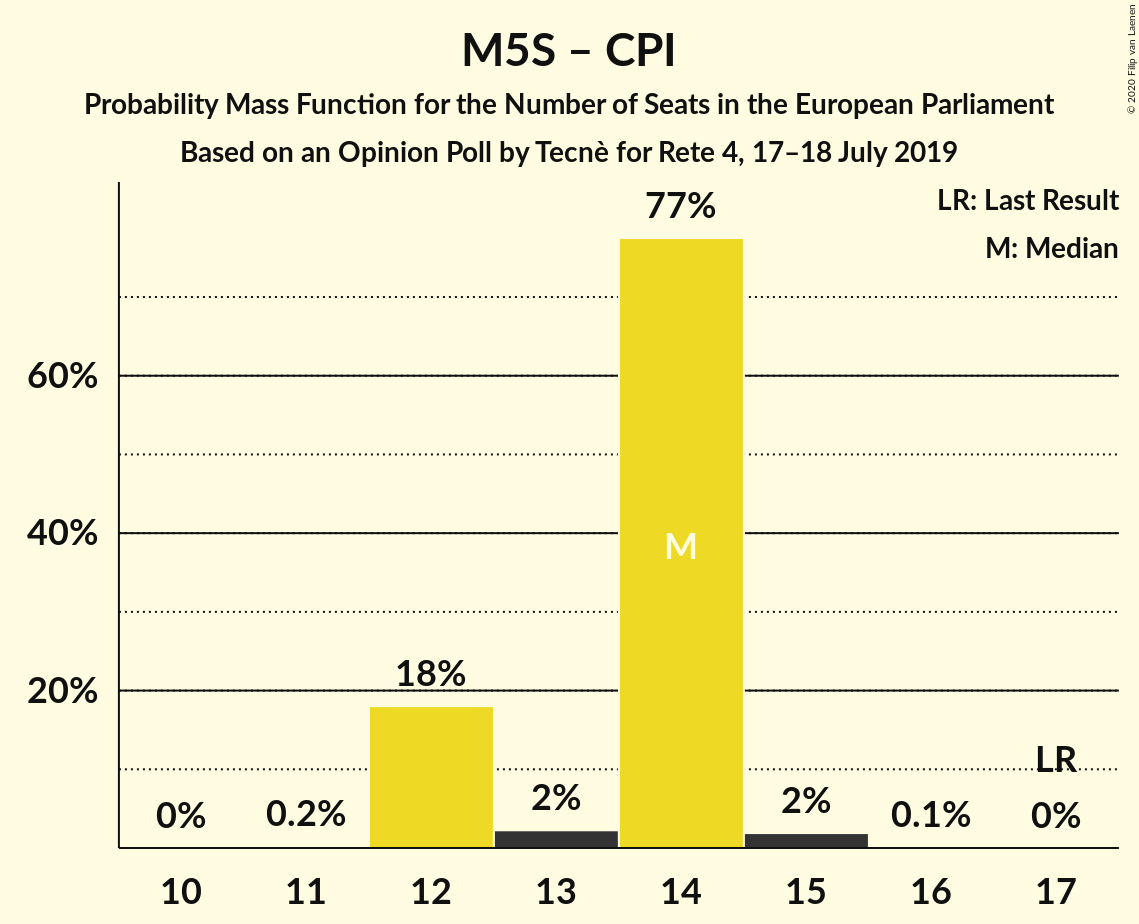 M5S – CPI
Probability Mass Function for the Number of Seats in the European Parliament
Based on an Opinion Poll by Tecnè for Rete 4, 17–18 July 2019
© 2020 Filip van Laenen
LR: Last Result
M: Median
77%
60%
40%
M
20%
18%
LR
0%
0.2%
2%
2%
0.1%
0%
10 11 12 13 14 15 16 17